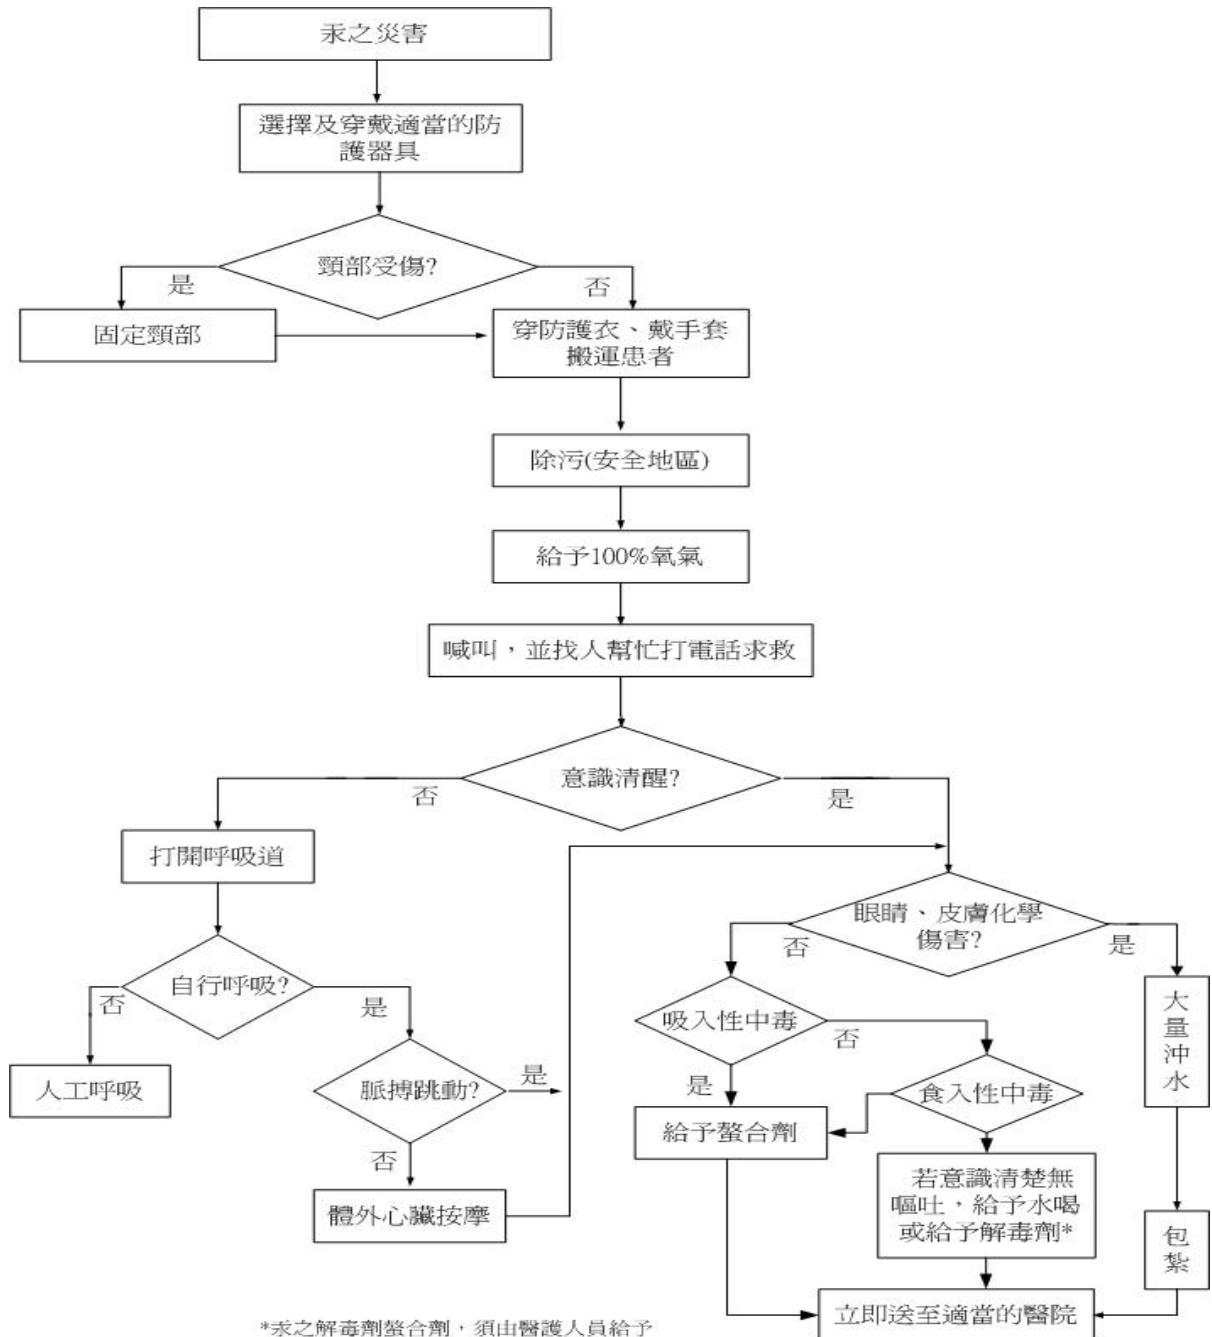 汞之災害
選擇及穿戴適當的防
護器具
頸部受傷?
是
否
固定頸部
穿防護衣、戴手套
搬運患者
除污(安全地區)
給予100%氧氣
喊叫，並找人幫忙打電話求救
意識清醒?
否
是
打開呼吸道
眼睛、皮膚化學
傷害?
否
是
自行呼吸?
否
是
大
量
沖
水
吸入性中毒
否
是
人工呼吸
脈搏跳動?
是
否
食入性中毒
給予螯合劑
體外心臟按摩
若意識清楚無
嘔吐，給予水喝
或給予解毒劑*
包
紮
立即送至適當的醫院
*汞之解毒劑螯合劑，須由醫護人員給予